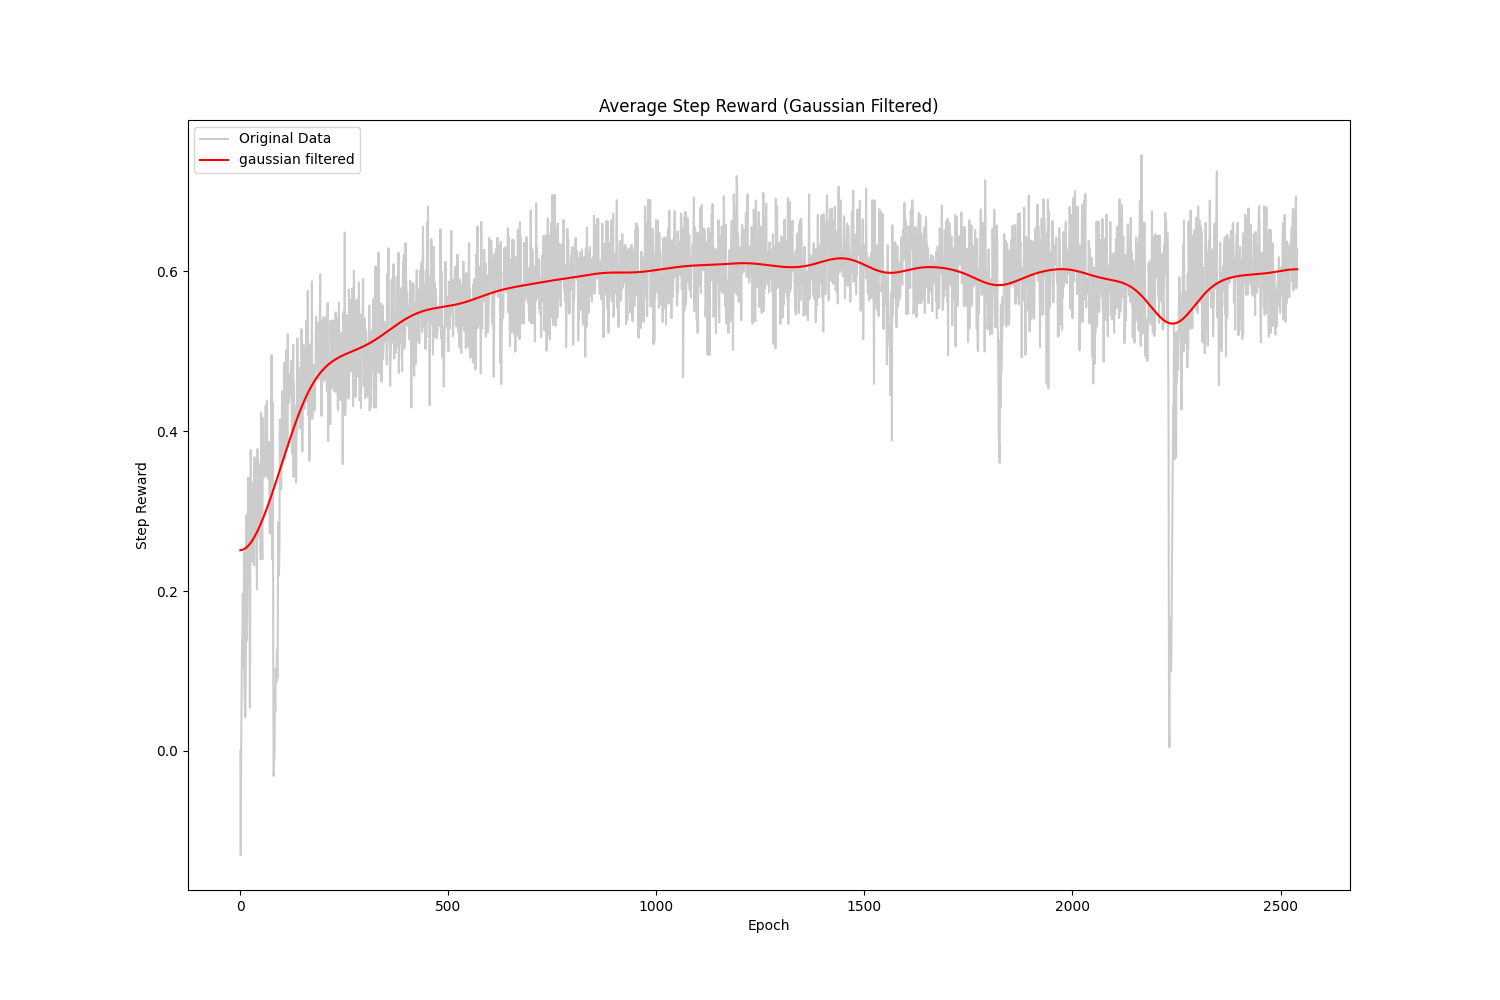 Average Step Reward (Gaussian Filtered)
Original Data
gaussian filtered
0.6
0.4
0.2
0.0
Step Reward
0 500 1000 1500 2000 2500
Epoch